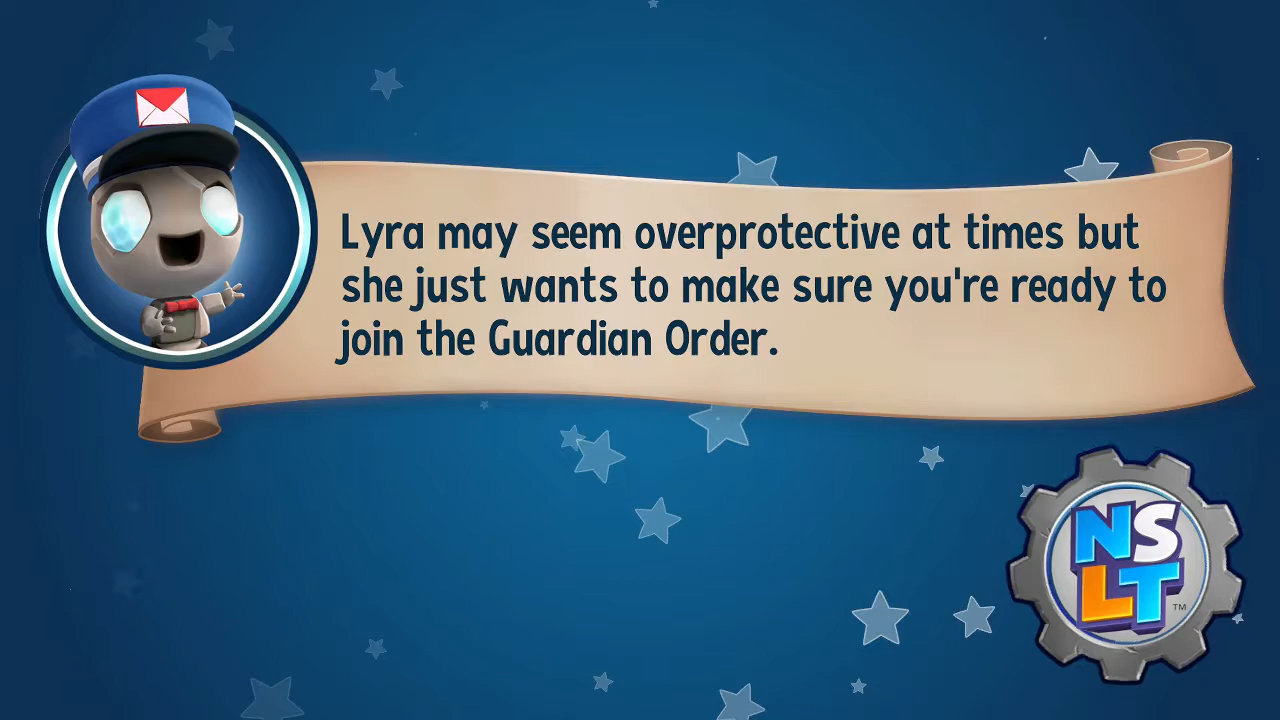 Lyra may seem overprotective at times but
she just wants to make sure you're ready to
join the Guardian Order.
NS
LT
TM